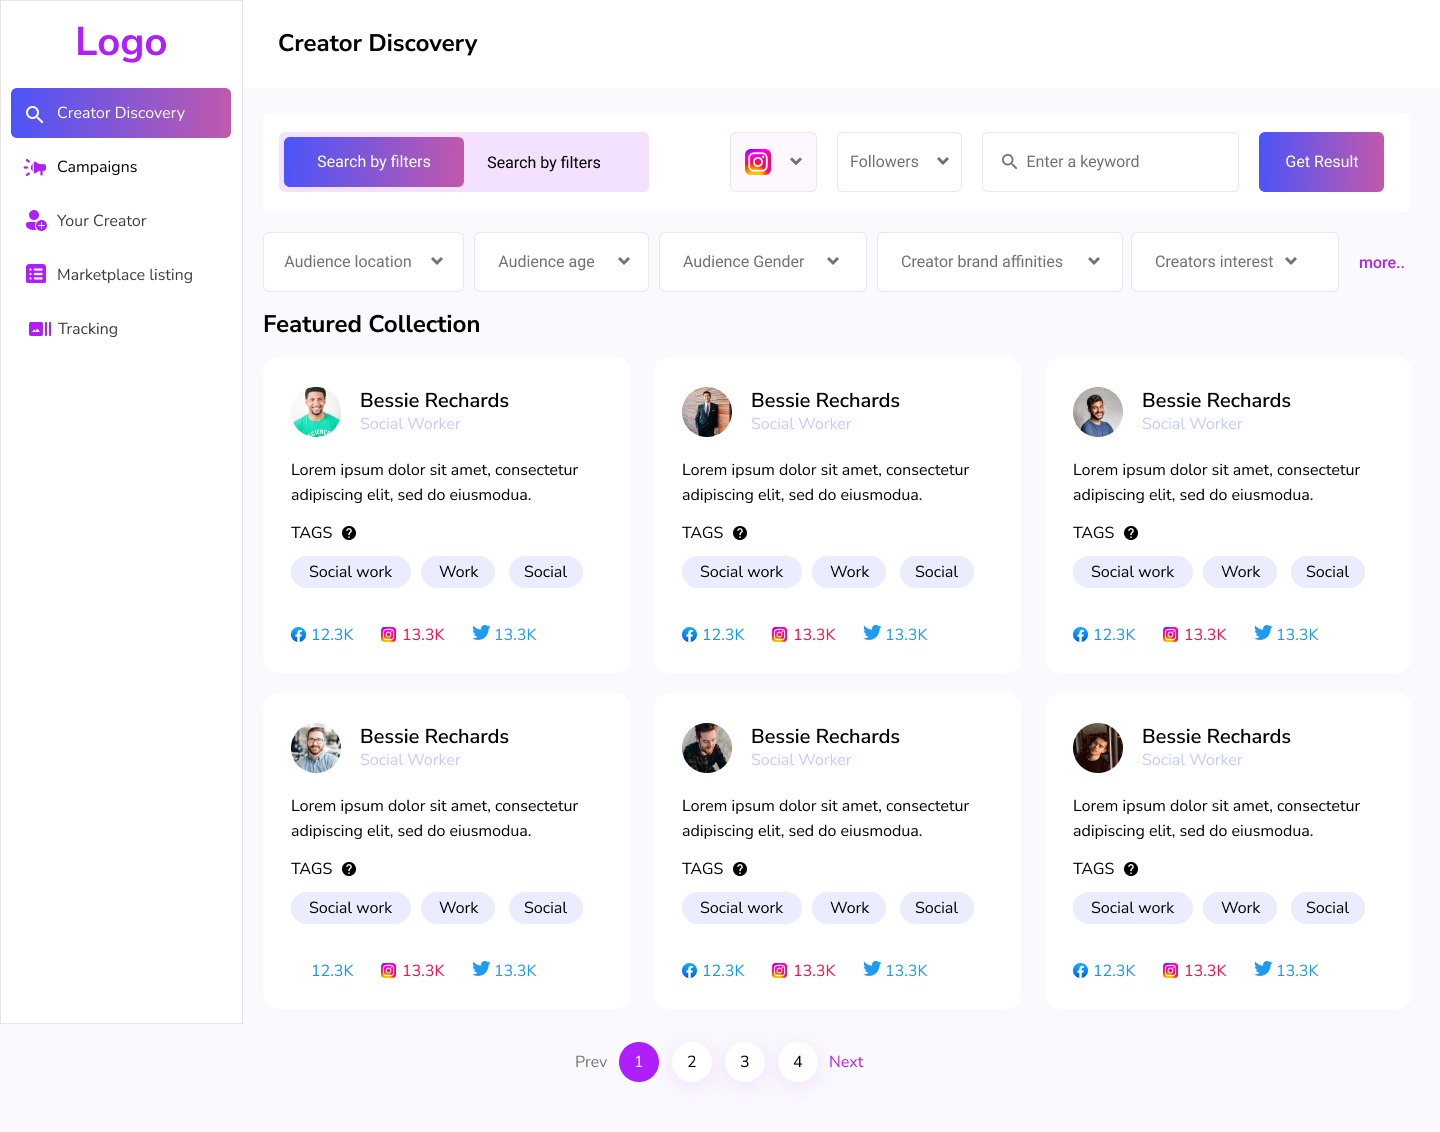 Logo
Creator Discovery
Creator Discovery
Campaigns
Your Creator
Marketplace listing
Tracking
Search by filters
Search by filters
Followers
Enter a keyword
Get Result
Audience location
Audience age
Audience Gender
Creator brand affinities
Creators interest
more..
Featured Collection
Bessie Rechards
Social Worker
Lorem ipsum dolor sit amet, consectetur
adipiscing elit, sed do eiusmodua.
TAGS ?
Social work Work Social
12.3K 13.3K 13.3K
Bessie Rechards
Social Worker
Lorem ipsum dolor sit amet, consectetur
adipiscing elit, sed do eiusmodua.
TAGS ?
Social work Work Social
12.3K 13.3K 13.3K
Bessie Rechards
Social Worker
Lorem ipsum dolor sit amet, consectetur
adipiscing elit, sed do eiusmodua.
TAGS ?
Social work Work Social
12.3K 13.3K 13.3K
Bessie Rechards
Social Worker
Lorem ipsum dolor sit amet, consectetur
adipiscing elit, sed do eiusmodua.
TAGS ?
Social work Work Social
12.3K 13.3K 13.3K
Bessie Rechards
Social Worker
Lorem ipsum dolor sit amet, consectetur
adipiscing elit, sed do eiusmodua.
TAGS ?
Social work Work Social
12.3K 13.3K 13.3K
Bessie Rechards
Social Worker
Lorem ipsum dolor sit amet, consectetur
adipiscing elit, sed do eiusmodua.
TAGS ?
Social work Work Social
12.3K 13.3K 13.3K
Prev 1 2 3 4 Next